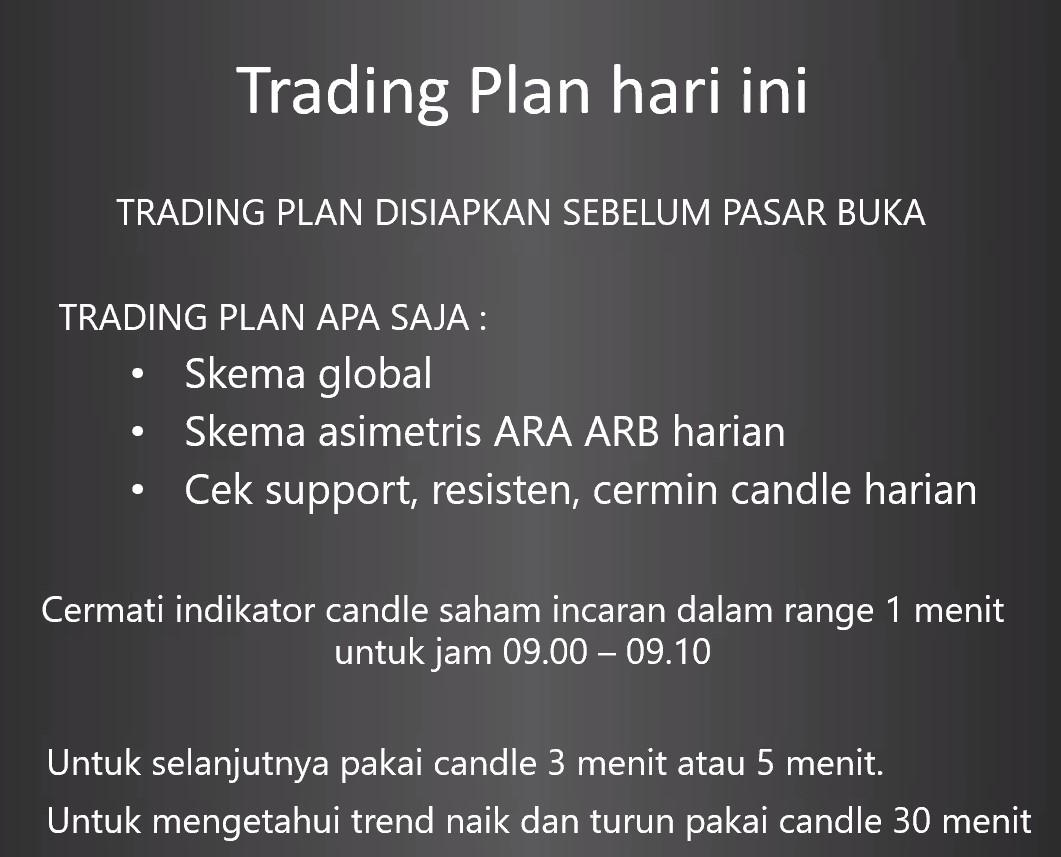 Trading Plan hari ini
TRADING PLAN DISIAPKAN SEBELUM PASAR BUKA
TRADING PLAN APA SAJA :
• Skema global
• Skema asimetris ARA ARB harian
• Cek support, resisten, cermin candle harian
Cermati indikator candle saham incaran dalam range 1 menit
untuk jam 09.00 – 09.10
Untuk selanjutnya pakai candle 3 menit atau 5 menit.
Untuk mengetahui trend naik dan turun pakai candle 30 menit